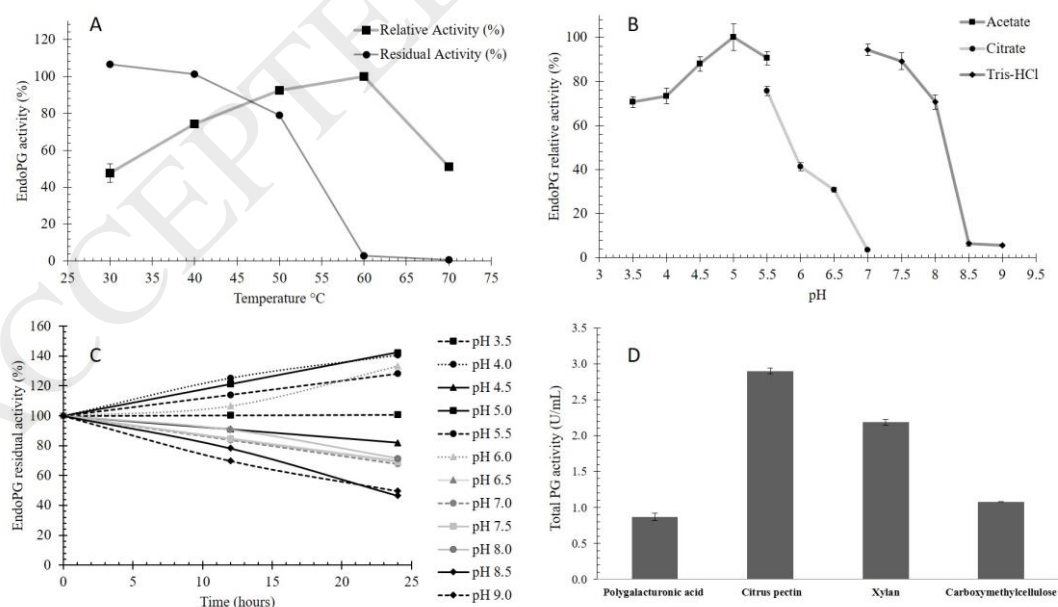 A
Relative Activity (%)
Residual Activity (%)
EndoPG activity (%)
120
100
80
60
40
20
0
25 30 35 40 45 50 55 60 65 70 75
Temperature °C
B
Acetate
Citrate
Tris-HCl
EndoPG relative activity (%)
100
80
60
40
20
0
3 3.5 4 4.5 5 5.5 6 6.5 7 7.5 8 8.5 9
pH
C
EndoPG residual activity (%)
160
140
120
100
80
60
40
20
0
0 5 10 15 20 25
Time (hours)
pH 3.5
pH 4.0
pH 4.5
pH 5.0
pH 5.5
pH 6.0
pH 6.5
pH 7.0
pH 7.5
pH 8.0
pH 8.5
pH 9.0
D
Total PG activity (U/mL)
3.5
3.0
2.5
2.0
1.5
1.0
0.5
0.0
Polygalacturonic acid Citrus pectin Xylan Carboxymethylcellulose
ACCEPTED